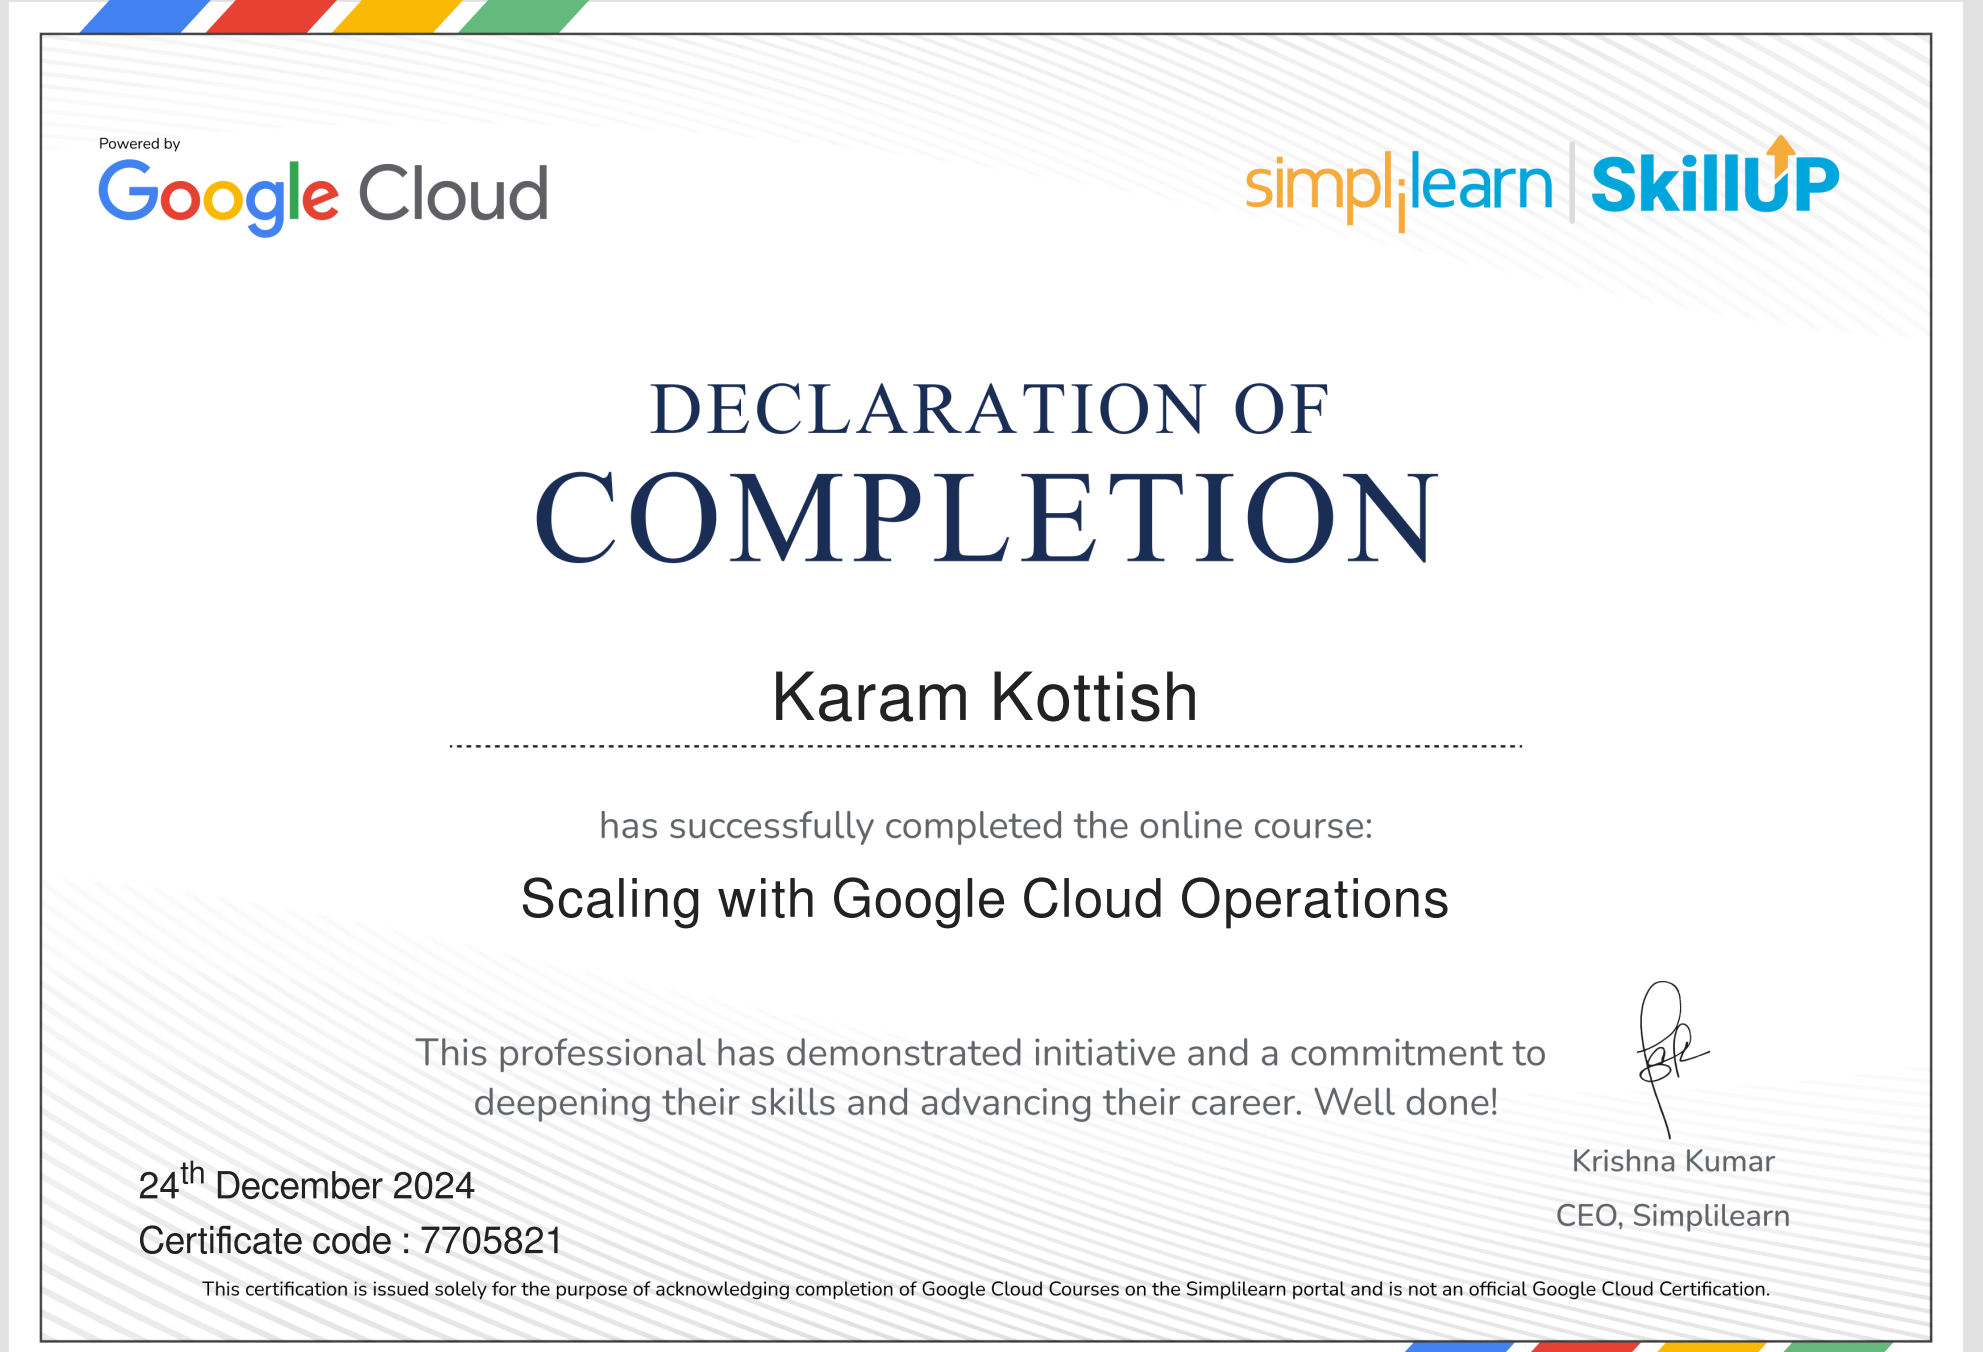 Powered by
Google Cloud
simplilearn | SkillUP
DECLARATION OF
COMPLETION
Karam Kottish
has successfully completed the online course:
Scaling with Google Cloud Operations
This professional has demonstrated initiative and a commitment to
deepening their skills and advancing their career. Well done!
24th December 2024
Certificate code : 7705821
Krishna Kumar
CEO, Simplilearn
This certification is issued solely for the purpose of acknowledging completion of Google Cloud Courses on the Simplilearn portal and is not an official Google Cloud Certification.